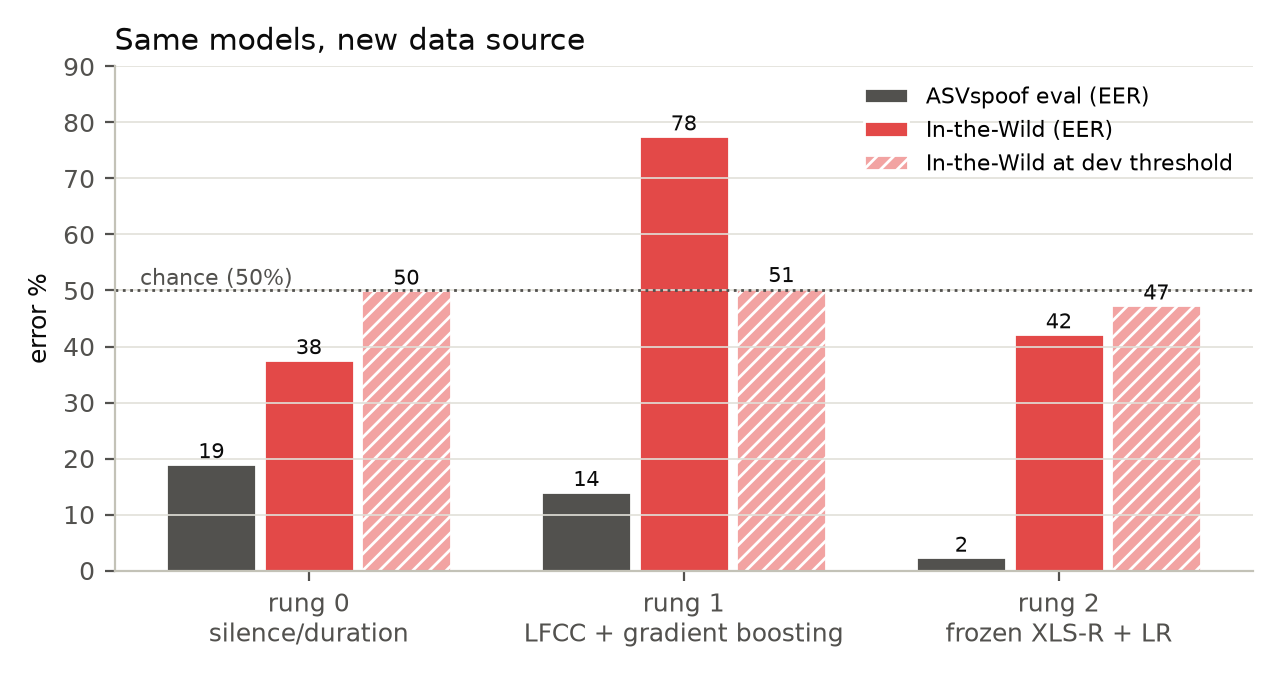 Same models, new data source
ASVspoof eval (EER)
In-the-Wild (EER)
In-the-Wild at dev threshold
error %
90
80
70
60
50
40
30
20
10
0
chance (50%)
19
38
50
14
78
51
2
42
47
rung 0
silence/duration
rung 1
LFCC + gradient boosting
rung 2
frozen XLS-R + LR